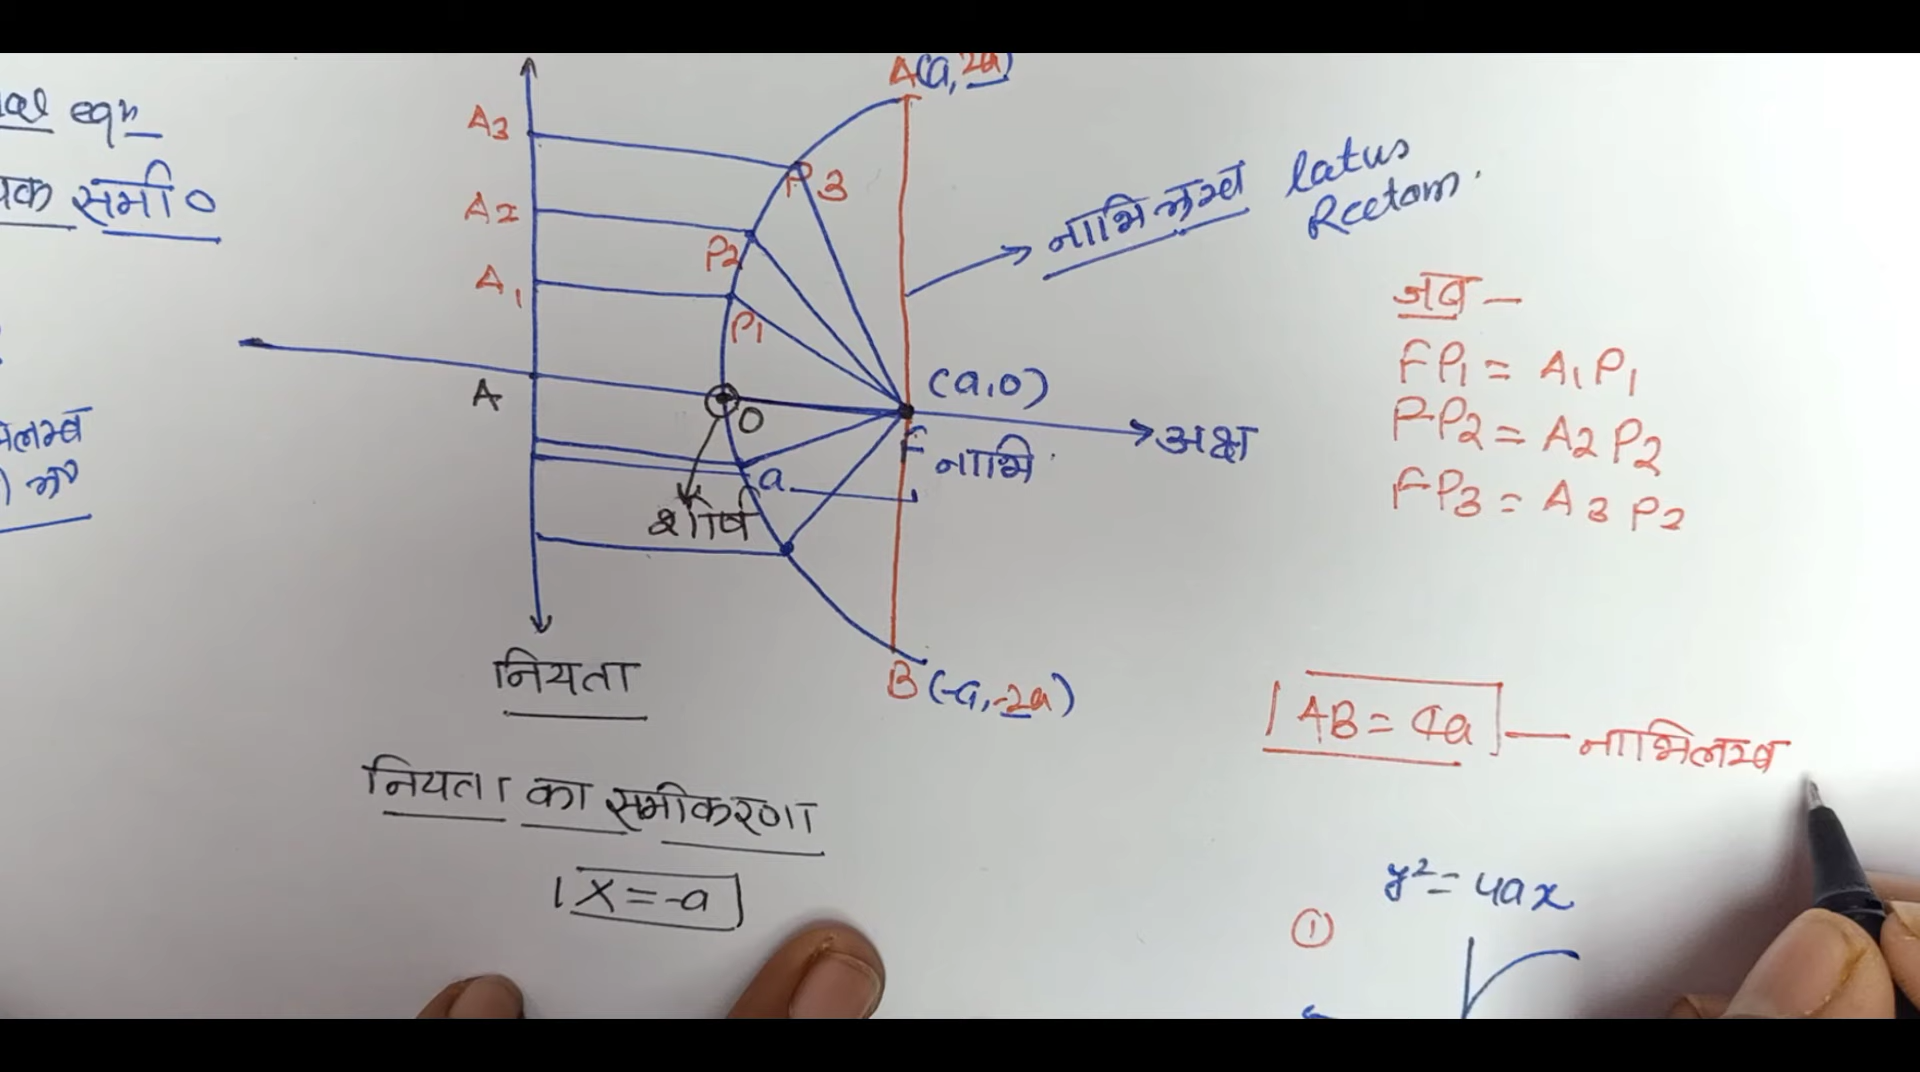 eqn
समी०
A(a, 2a)
A3
P3
A2
P2
A1
P1
नाभिलम्ब latus
Rectom.
जब —
FP1 = A1P1
FP2 = A2P2
FP3 = A3P2
A
O
(a,0)
F नाभि
अक्ष
a
शीर्ष
नियता
B(-a,-2a)
AB = 4a — नाभिलम्ब
नियता का समीकरण
X = -a
y² = 4ax
①